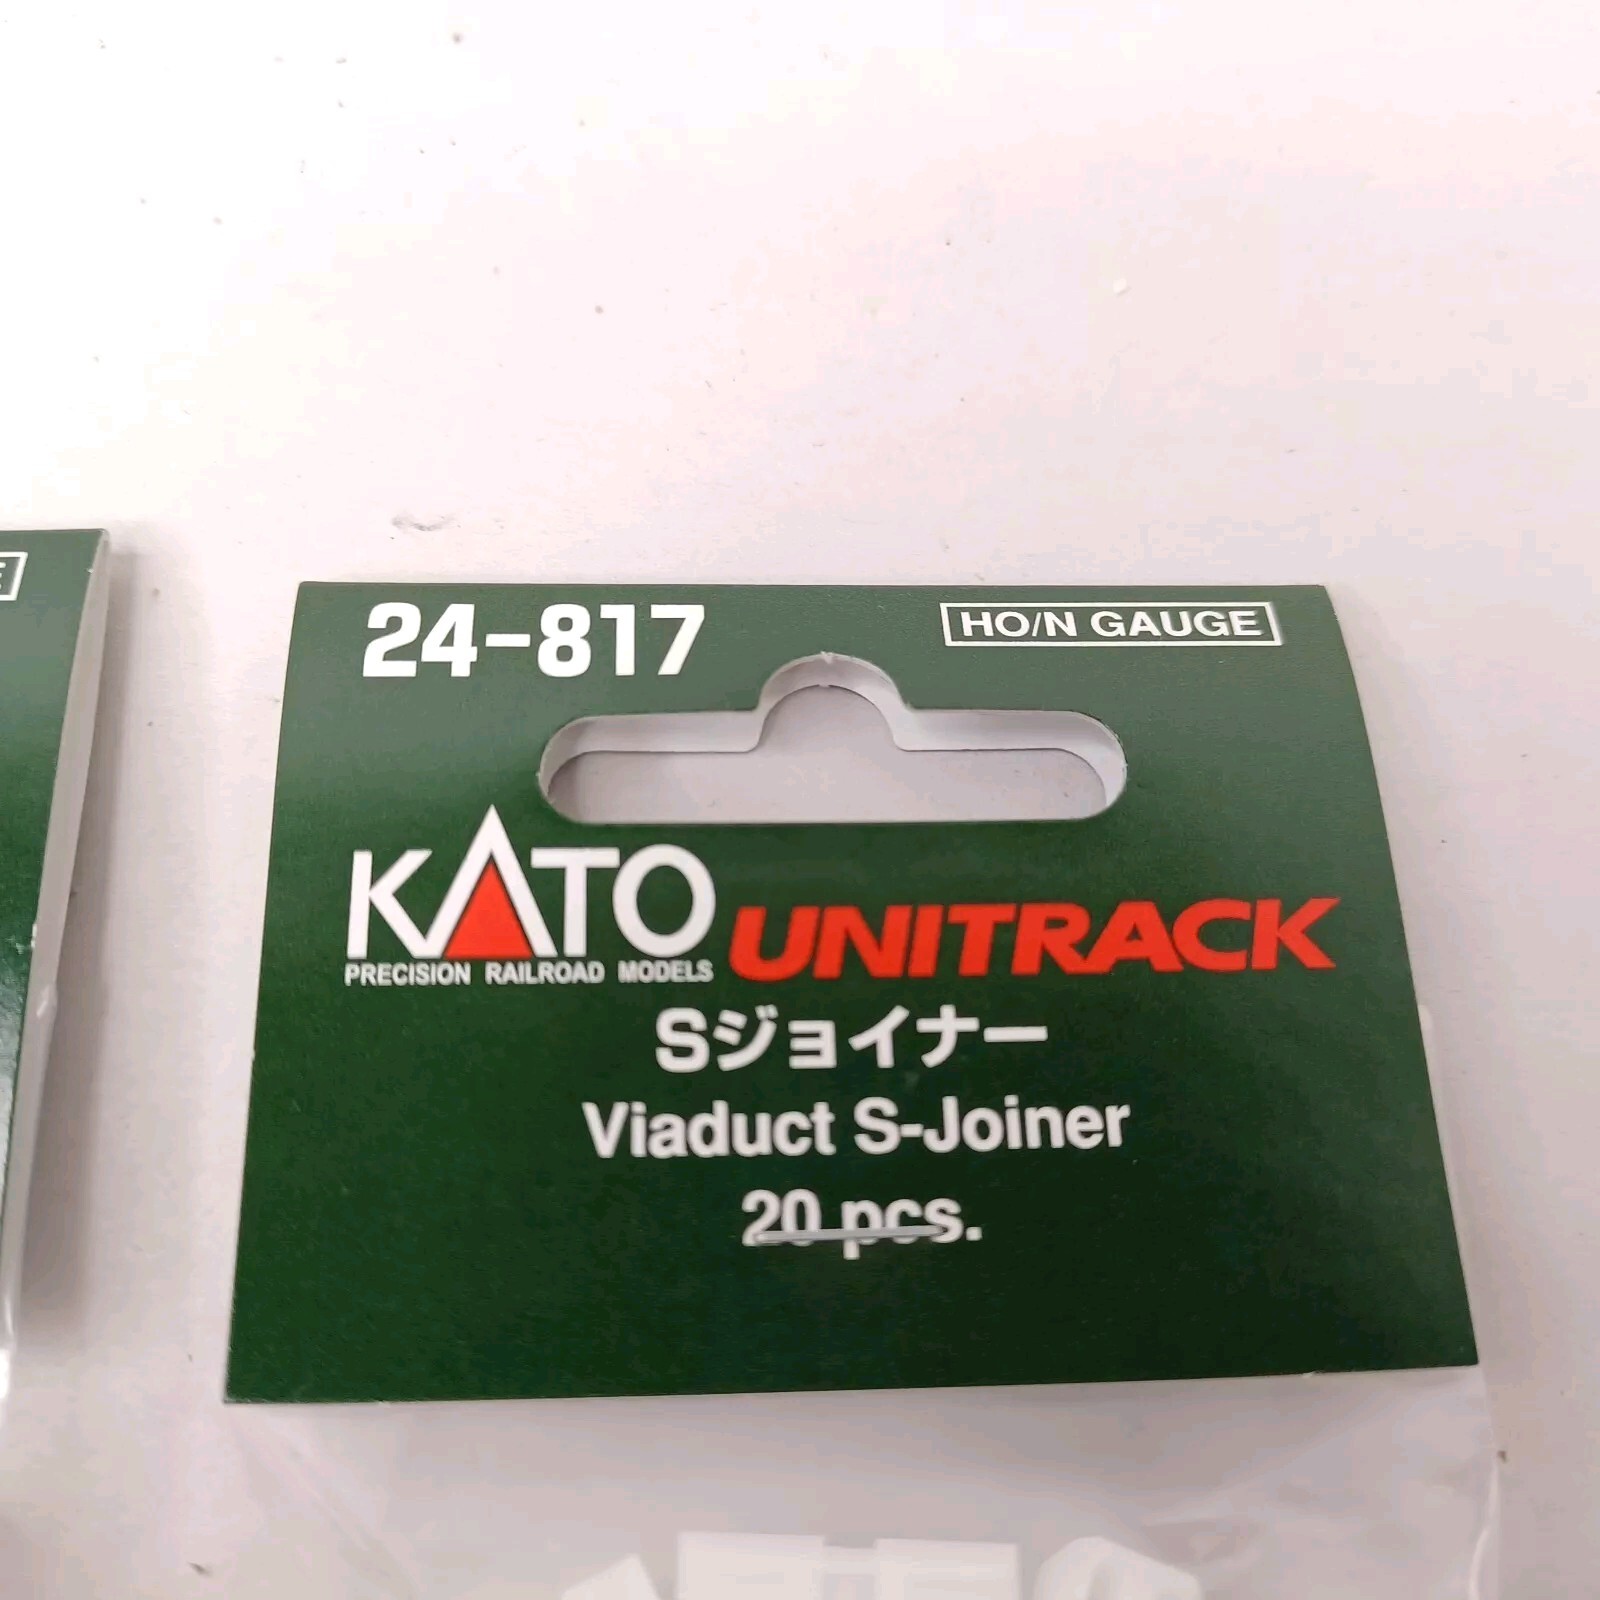 24-817
HO/N GAUGE
KATO
PRECISION RAILROAD MODELS
UNITRACK
Sジョイナー
Viaduct S-Joiner
20 pcs.